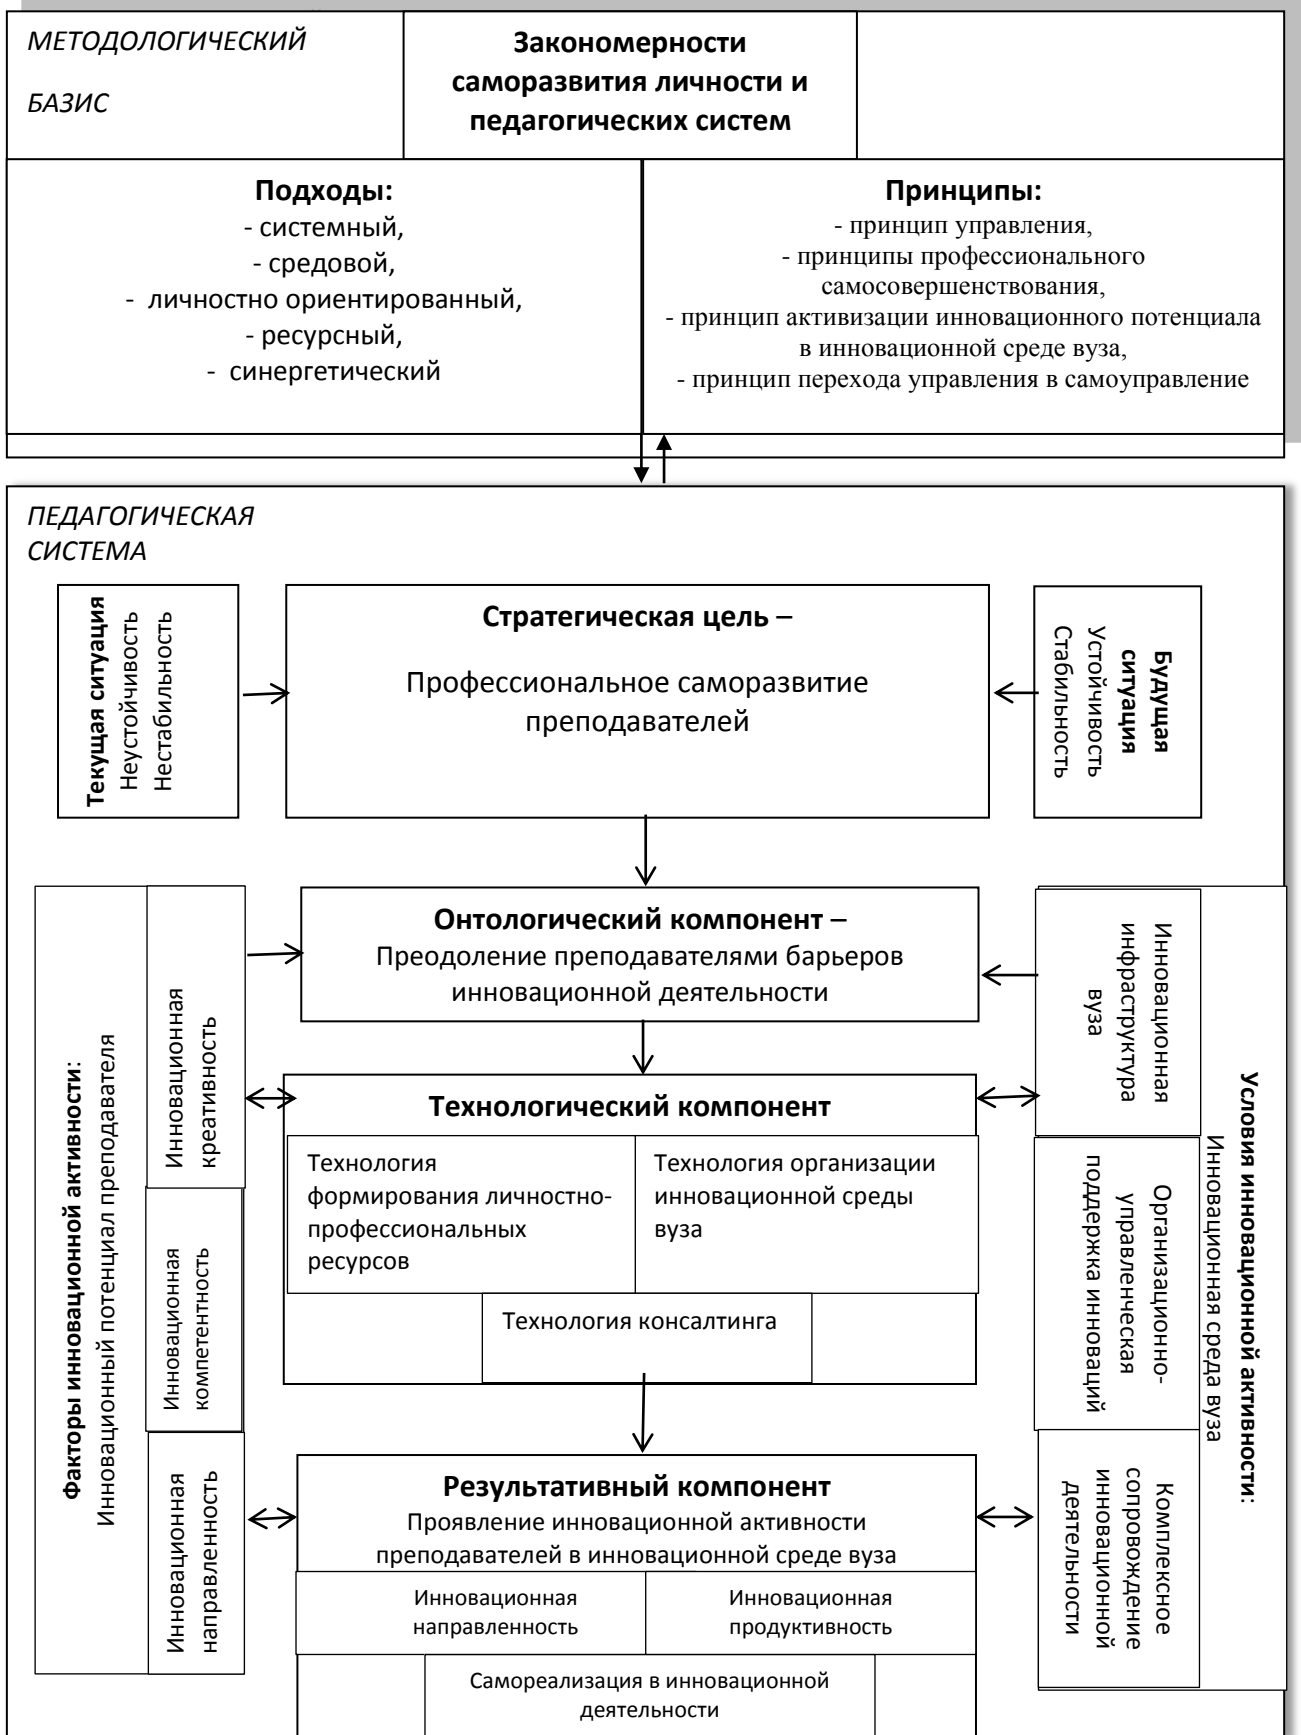 МЕТОДОЛОГИЧЕСКИЙ
БАЗИС
Закономерности
саморазвития личности и
педагогических систем
Подходы:
- системный,
- средовой,
- личностно ориентированный,
- ресурсный,
- синергетический
Принципы:
- принцип управления,
- принципы профессионального
самосовершенствования,
- принцип активизации инновационного потенциала
в инновационной среде вуза,
- принцип перехода управления в самоуправление
ПЕДАГОГИЧЕСКАЯ
СИСТЕМА
Текущая ситуация
Неустойчивость
Нестабильность
Стратегическая цель –
Профессиональное саморазвитие
преподавателей
Будущая
ситуация
Устойчивость
Стабильность
Факторы инновационной активности:
Инновационный потенциал преподавателя
Инновационная
креативность
Инновационная
компетентность
Инновационная
направленность
Онтологический компонент –
Преодоление преподавателями барьеров
инновационной деятельности
Технологический компонент
Технология
формирования личностно-
профессиональных
ресурсов
Технология организации
инновационной среды
вуза
Технология консалтинга
Результативный компонент
Проявление инновационной активности
преподавателей в инновационной среде вуза
Инновационная
направленность
Инновационная
продуктивность
Самореализация в инновационной
деятельности
Инновационная
инфраструктура
вуза
Организационно-
управленческая
поддержка инноваций
Комплексное
сопровождение
инновационной
деятельности
Условия инновационной активности:
Инновационная среда вуза